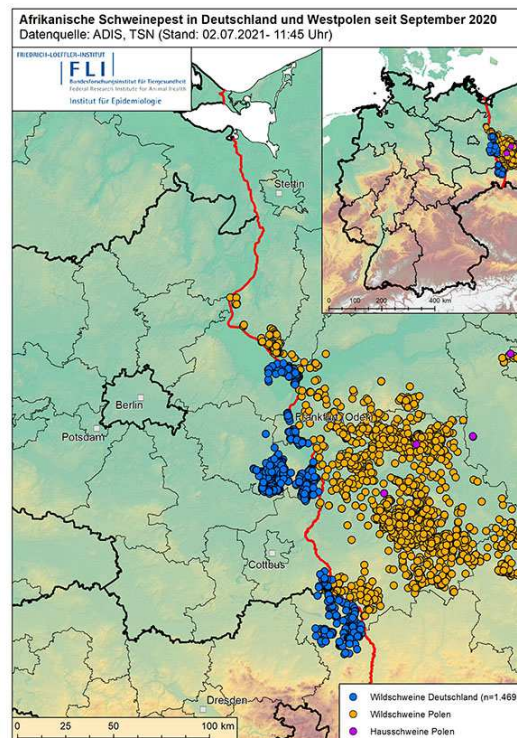 Afrikanische Schweinepest in Deutschland und Westpolen seit September 2020
Datenquelle: ADIS, TSN (Stand: 02.07.2021- 11:45 Uhr)
FRIEDRICH-LOEFFLER-INSTITUT
FLI
Bundesforschungsinstitut für Tiergesundheit
Federal Research Institute for Animal Health
Institut für Epidemiologie
Stettin
0 100 200 400 km
Berlin
Potsdam
Frankfurt (Oder)
Cottbus
Dresden
0 25 50 100 km
Wildschweine Deutschland (n=1.469
Wildschweine Polen
Hausschweine Polen